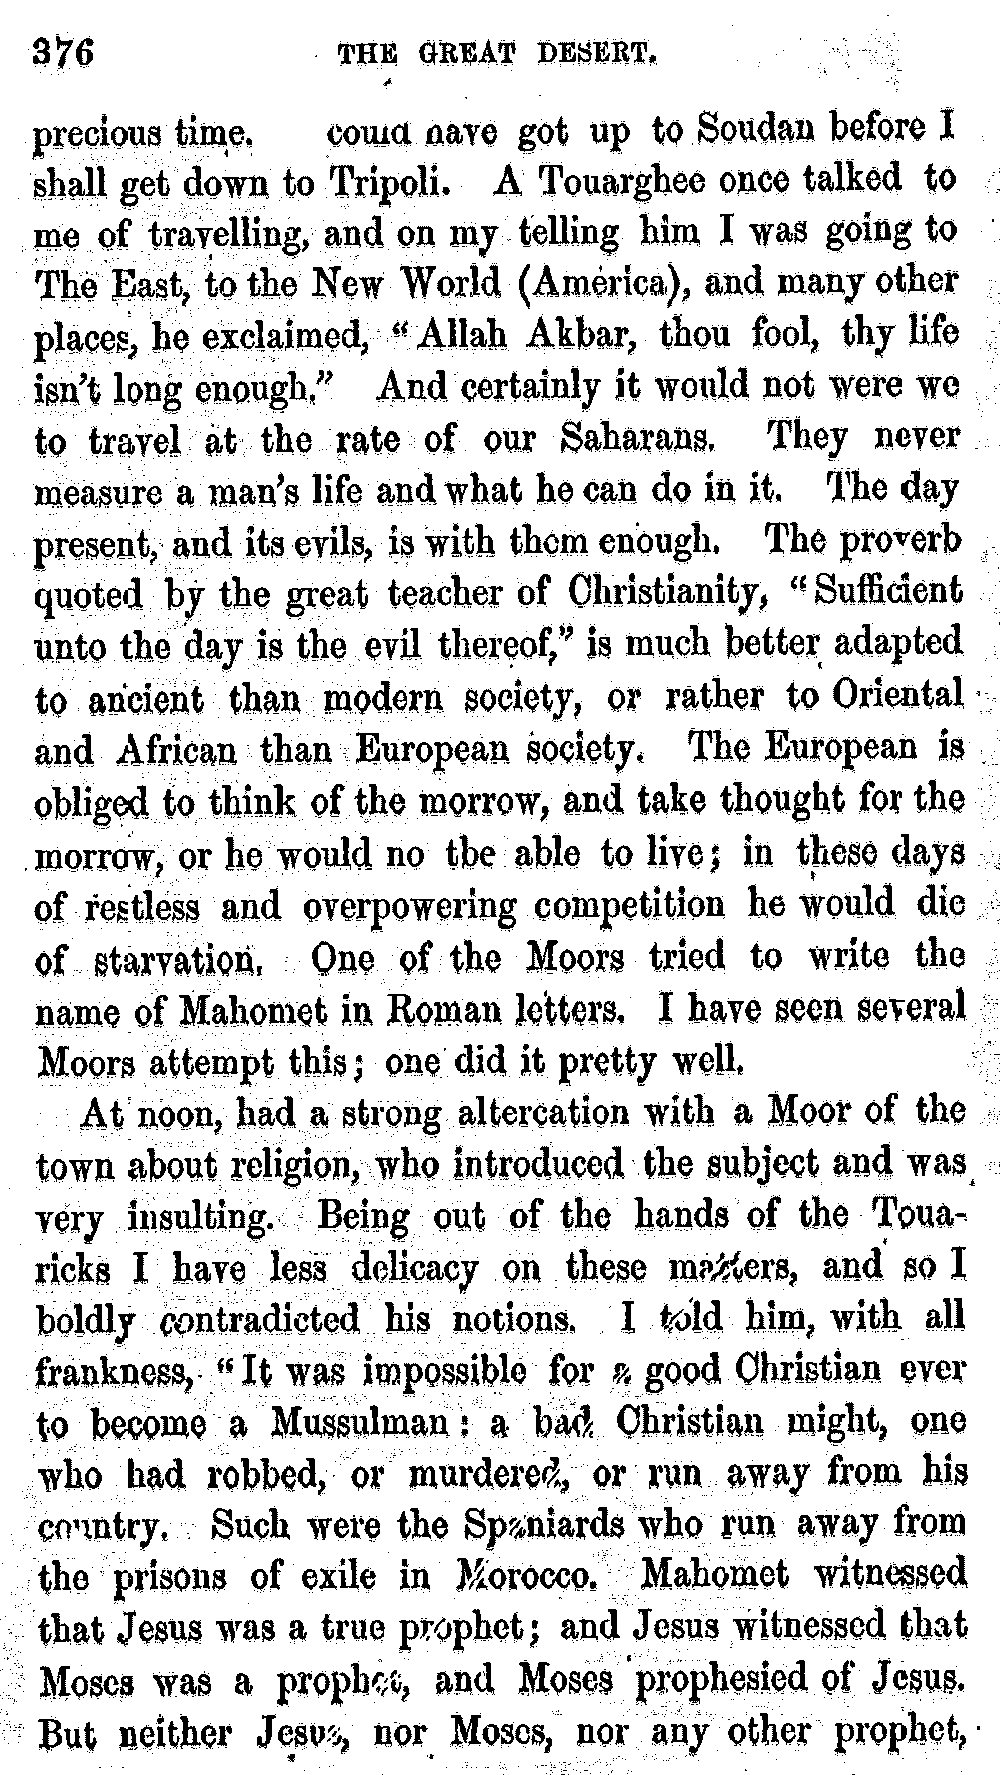 376 THE GREAT DESERT.
precious time. could have got up to Soudan before I
shall get down to Tripoli. A Touarghee once talked to
me of travelling, and on my telling him I was going to
The East, to the New World (America), and many other
places, he exclaimed, “Allah Akbar, thou fool, thy life
isn’t long enough.” And certainly it would not were we
to travel at the rate of our Saharans. They never
measure a man’s life and what he can do in it. The day
present, and its evils, is with them enough. The proverb
quoted by the great teacher of Christianity, “Sufficient
unto the day is the evil thereof,” is much better adapted
to ancient than modern society, or rather to Oriental
and African than European society. The European is
obliged to think of the morrow, and take thought for the
morrow, or he would no tbe able to live; in these days
of restless and overpowering competition he would die
of starvation. One of the Moors tried to write the
name of Mahomet in Roman letters. I have seen several
Moors attempt this; one did it pretty well.
At noon, had a strong altercation with a Moor of the
town about religion, who introduced the subject and was
very insulting. Being out of the hands of the Toua-
ricks I have less delicacy on these matters, and so I
boldly contradicted his notions. I told him, with all
frankness, “It was impossible for a good Christian ever
to become a Mussulman: a bad Christian might, one
who had robbed, or murdered, or run away from his
country. Such were the Spaniards who run away from
the prisons of exile in Morocco. Mahomet witnessed
that Jesus was a true prophet; and Jesus witnessed that
Moses was a prophet, and Moses prophesied of Jesus.
But neither Jesus, nor Moses, nor any other prophet,